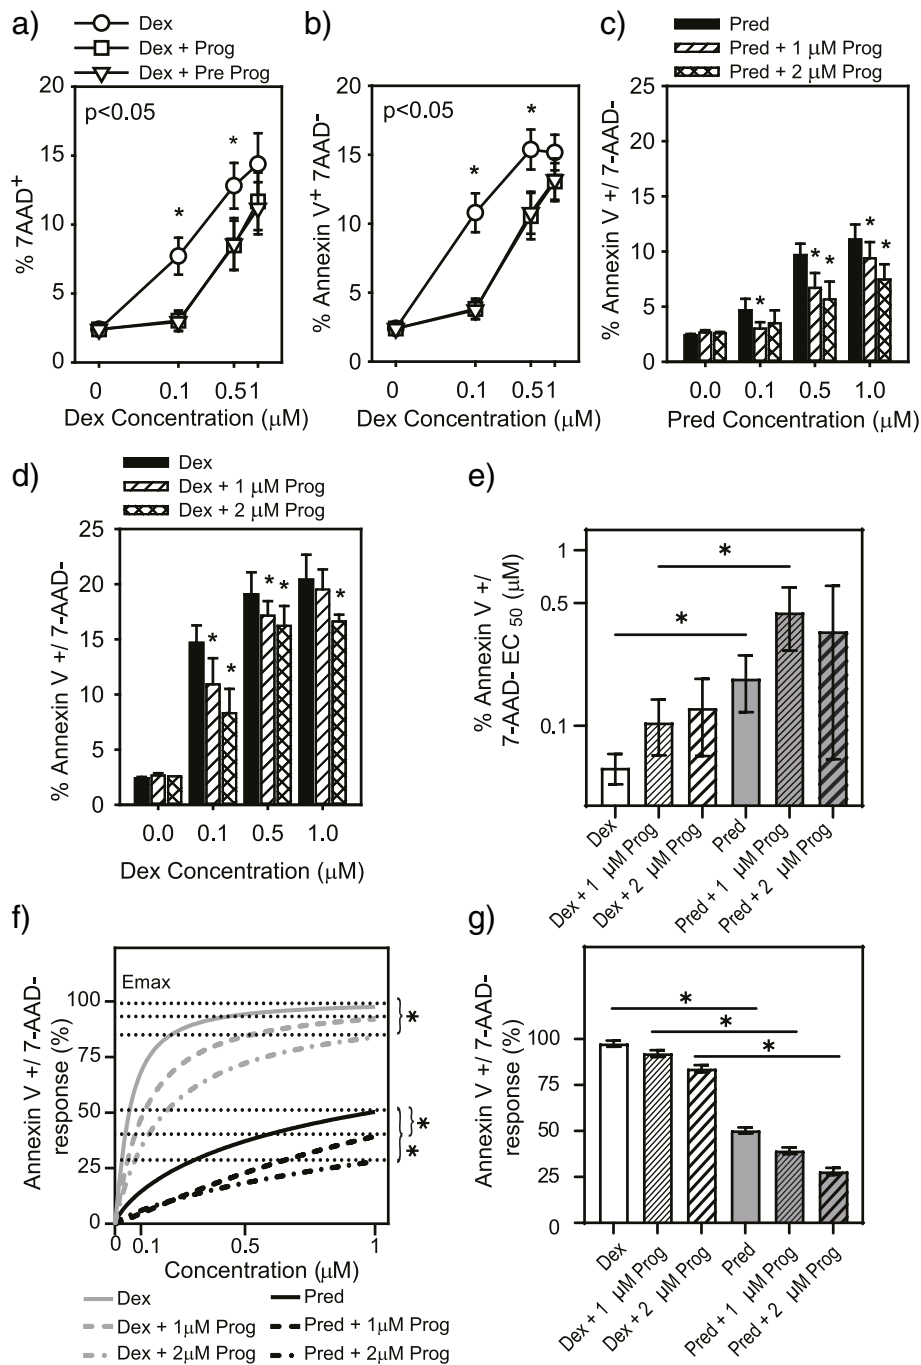 a)
Dex
Dex + Prog
Dex + Pre Prog
p<0.05
*
*
% 7AAD+
20
15
10
5
0
0
0.1
0.5
1
Dex Concentration (μM)
b)
p<0.05
*
*
% Annexin V+ 7AAD-
20
15
10
5
0
0
0.1
0.5
1
Dex Concentration (μM)
c)
Pred
Pred + 1 μM Prog
Pred + 2 μM Prog
% Annexin V +/ 7-AAD-
25
20
15
10
5
0
*
* *
* *
0.0
0.1
0.5
1.0
Pred Concentration (μM)
d)
Dex
Dex + 1 μM Prog
Dex + 2 μM Prog
% Annexin V +/ 7-AAD-
25
20
15
10
5
0
* *
* *
*
0.0
0.1
0.5
1.0
Dex Concentration (μM)
e)
% Annexin V +/
7-AAD- EC 50 (μM)
1
0.5
0.1
*
*
Dex
Dex + 1 μM Prog
Dex + 2 μM Prog
Pred
Pred + 1 μM Prog
Pred + 2 μM Prog
f)
Annexin V +/ 7-AAD-
response (%)
Emax
100
75
50
25
0
*
*
*
0
0.1
0.5
1
Concentration (μM)
Dex
Pred
Dex + 1μM Prog
Pred + 1μM Prog
Dex + 2μM Prog
Pred + 2μM Prog
g)
Annexin V +/ 7-AAD-
response (%)
100
75
50
25
0
*
*
*
Dex
Dex + 1 μM Prog
Dex + 2 μM Prog
Pred
Pred + 1 μM Prog
Pred + 2 μM Prog